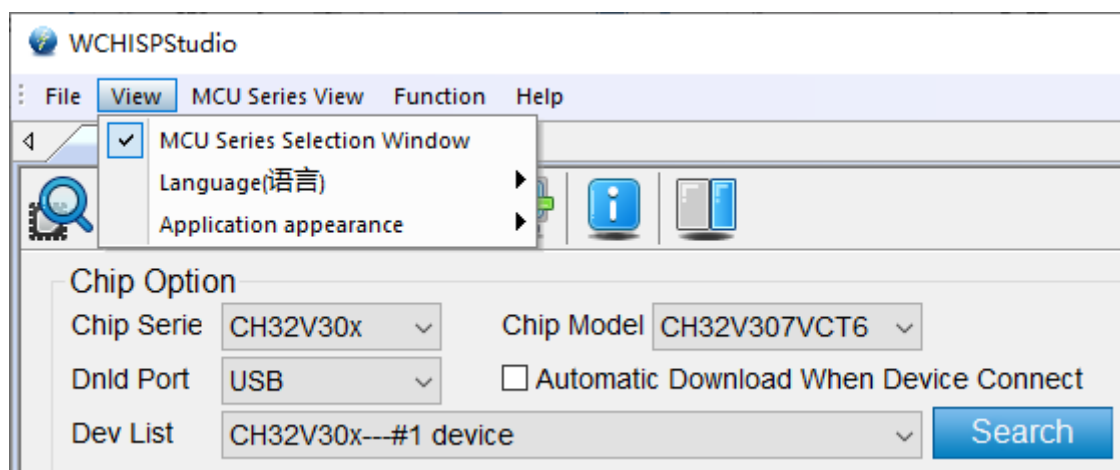 WCHISPStudio
File View MCU Series View Function Help
MCU Series Selection Window
Language(语言)
Application appearance
Chip Option
Chip Serie CH32V30x Chip Model CH32V307VCT6
Dnld Port USB Automatic Download When Device Connect
Dev List CH32V30x---#1 device Search